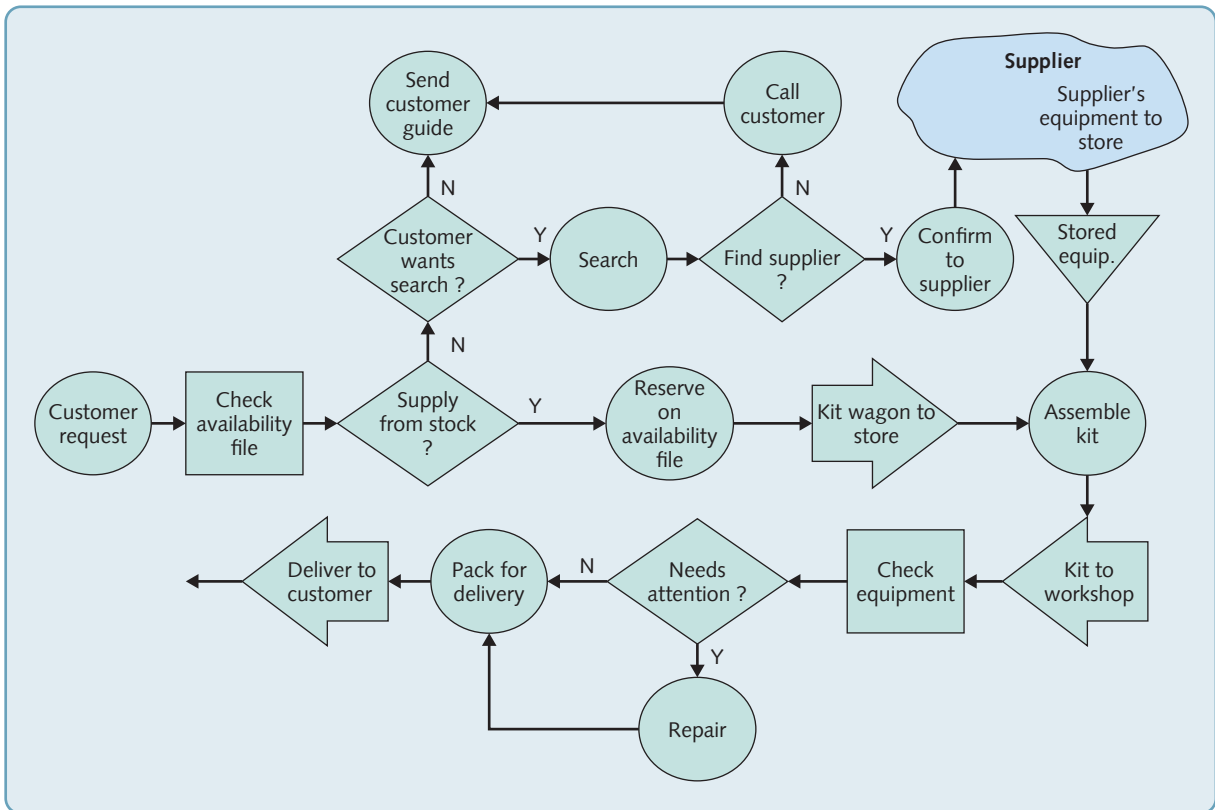 Send
customer
guide
Call
customer
Supplier
Supplier's
equipment to
store
N
N
Customer
wants
search ?
Y
Search
Find supplier
?
Y
Confirm
to
supplier
Stored
equip.
N
Customer
request
Check
availability
file
Supply
from stock
?
Y
Reserve
on
availability
file
Kit wagon to
store
Assemble
kit
Deliver to
customer
Pack for
delivery
N
Needs
attention ?
Check
equipment
Kit to
workshop
Y
Repair